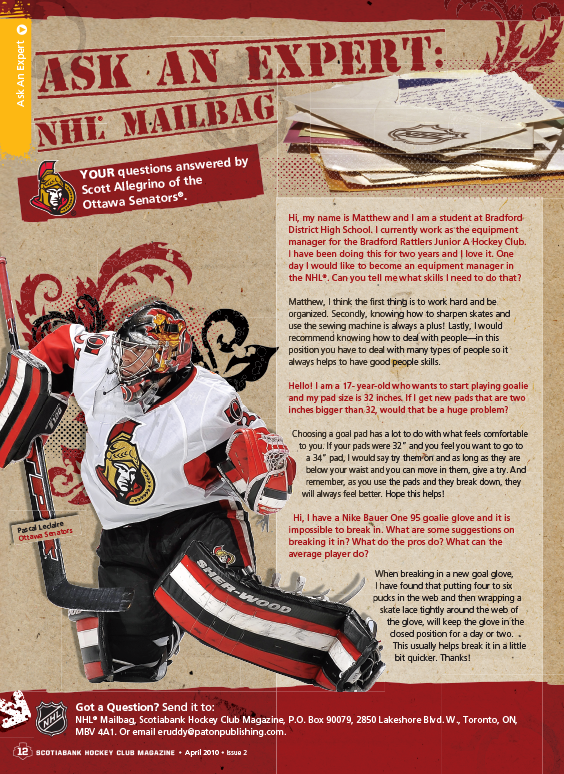 Ask An Expert
ASK AN EXPERT:
NHL® MAILBAG
YOUR questions answered by
Scott Allegrino of the
Ottawa Senators®.
Hi, my name is Matthew and I am a student at Bradford
District High School. I currently work as the equipment
manager for the Bradford Rattlers Junior A Hockey Club.
I have been doing this for two years and I love it. One
day I would like to become an equipment manager in
the NHL®. Can you tell me what skills I need to do that?
Matthew, I think the first thing is to work hard and be
organized. Secondly, knowing how to sharpen skates and
use the sewing machine is always a plus! Lastly, I would
recommend knowing how to deal with people—in this
position you have to deal with many types of people so it
always helps to have good people skills.
Hello! I am a 17- year-old who wants to start playing goalie
and my pad size is 32 inches. If I get new pads that are two
inches bigger than 32, would that be a huge problem?
Choosing a goal pad has a lot to do with what feels comfortable
to you. If your pads were 32” and you feel you want to go to
a 34” pad, I would say try them on and as long as they are
below your waist and you can move in them, give a try. And
remember, as you use the pads and they break down, they
will always feel better. Hope this helps!
Hi, I have a Nike Bauer One 95 goalie glove and it is
impossible to break in. What are some suggestions on
breaking it in? What do the pros do? What can the
average player do?
When breaking in a new goal glove,
I have found that putting four to six
pucks in the web and then wrapping a
skate lace tightly around the web of
the glove, will keep the glove in the
closed position for a day or two.
This usually helps break it in a little
bit quicker. Thanks!
Pascal Leclaire
Ottawa Senators
SHER-WOOD
NHL
Got a Question? Send it to:
NHL® Mailbag, Scotiabank Hockey Club Magazine, P.O. Box 90079, 2850 Lakeshore Blvd. W., Toronto, ON,
MBV 4A1. Or email eruddy@patonpublishing.com.
12 SCOTIABANK HOCKEY CLUB MAGAZINE • April 2010 • Issue 2